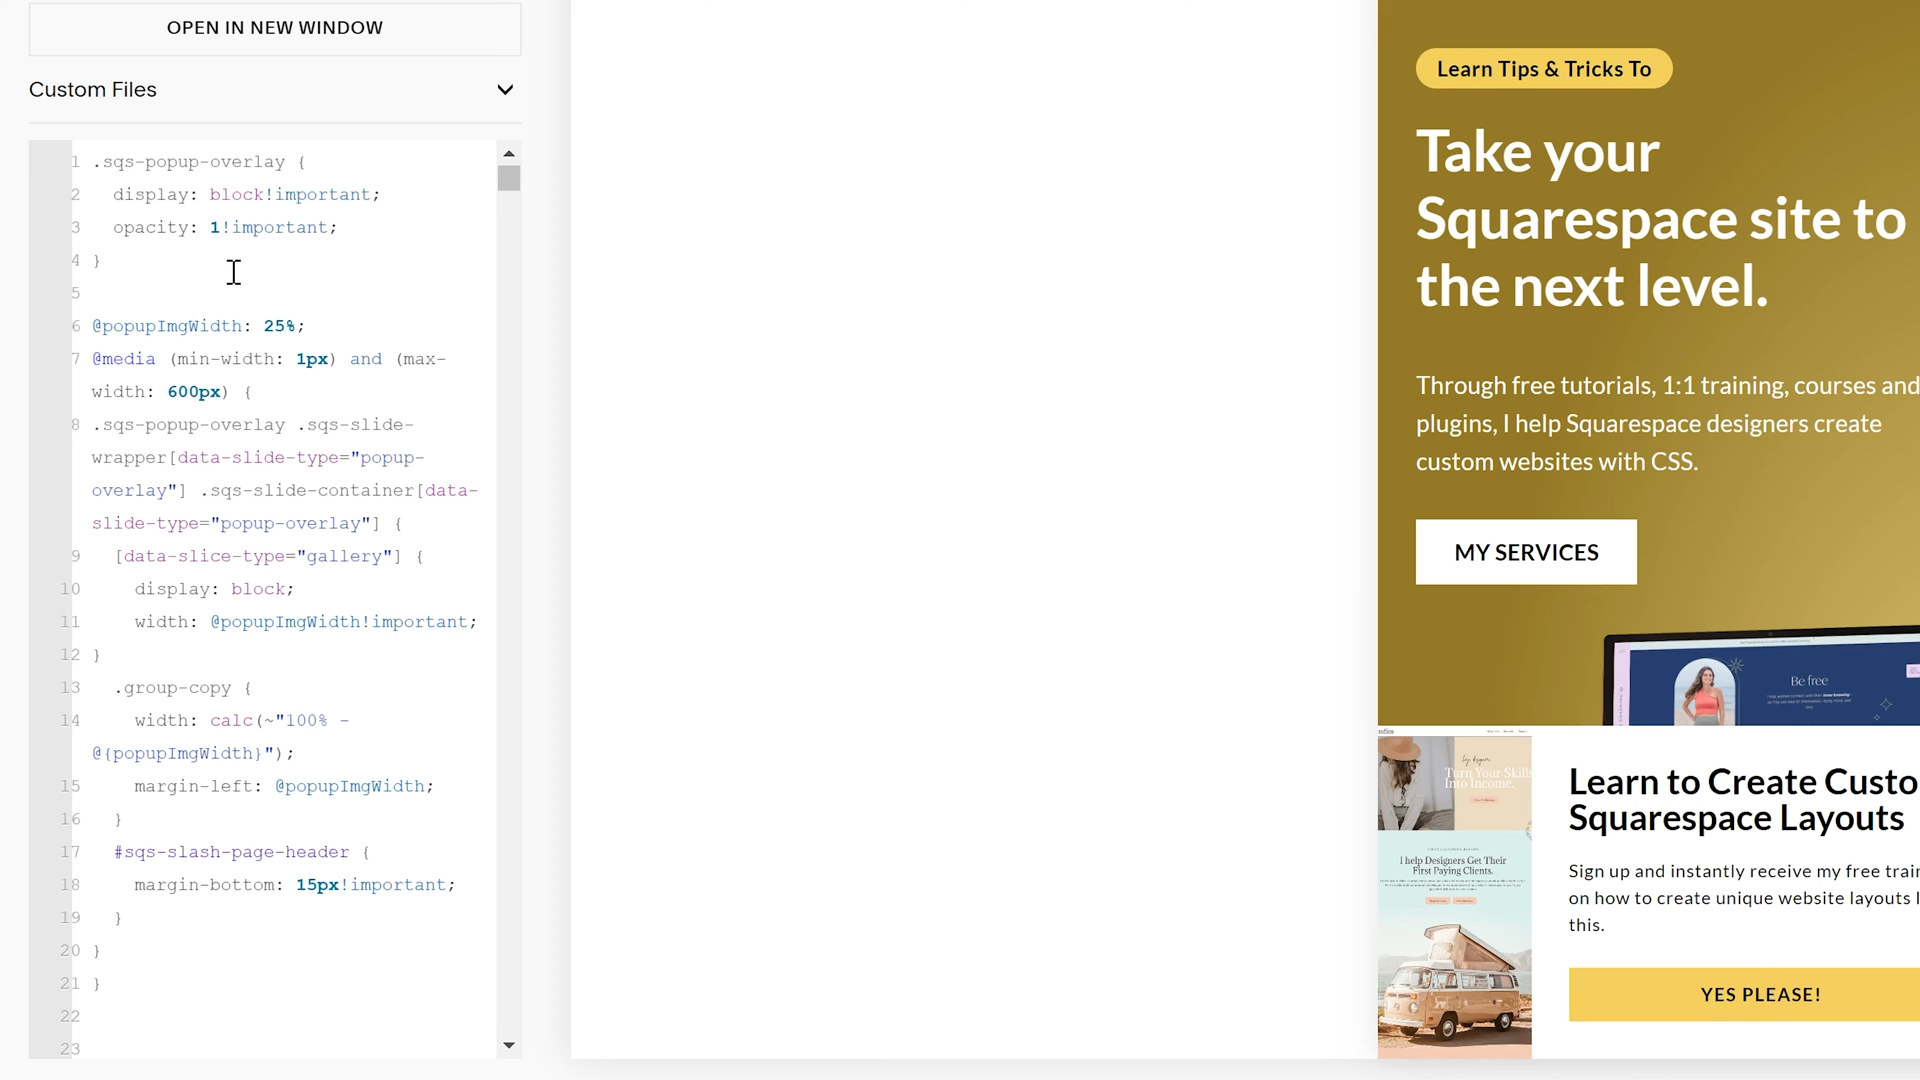 OPEN IN NEW WINDOW
Custom Files
1 .sqs-popup-overlay {
2 display: block!important;
3 opacity: 1!important;
4 }
5
6 @popupImgWidth: 25%;
7 @media (min-width: 1px) and (max-
width: 600px) {
8 .sqs-popup-overlay .sqs-slide-
wrapper[data-slide-type="popup-
overlay"] .sqs-slide-container[data-
slide-type="popup-overlay"] {
9 [data-slice-type="gallery"] {
10 display: block;
11 width: @popupImgWidth!important;
12 }
13 .group-copy {
14 width: calc(~"100% -
@{popupImgWidth}");
15 margin-left: @popupImgWidth;
16 }
17 #sqs-slash-page-header {
18 margin-bottom: 15px!important;
19 }
20 }
21 }
22
23
Learn Tips & Tricks To
Take your
Squarespace site to
the next level.
Through free tutorials, 1:1 training, courses and
plugins, I help Squarespace designers create
custom websites with CSS.
MY SERVICES
Be free
Turn Your Skills
Into Income.
I help Designers Get Their
First Paying Clients.
Learn to Create Custo
Squarespace Layouts
Sign up and instantly receive my free train
on how to create unique website layouts l
this.
YES PLEASE!